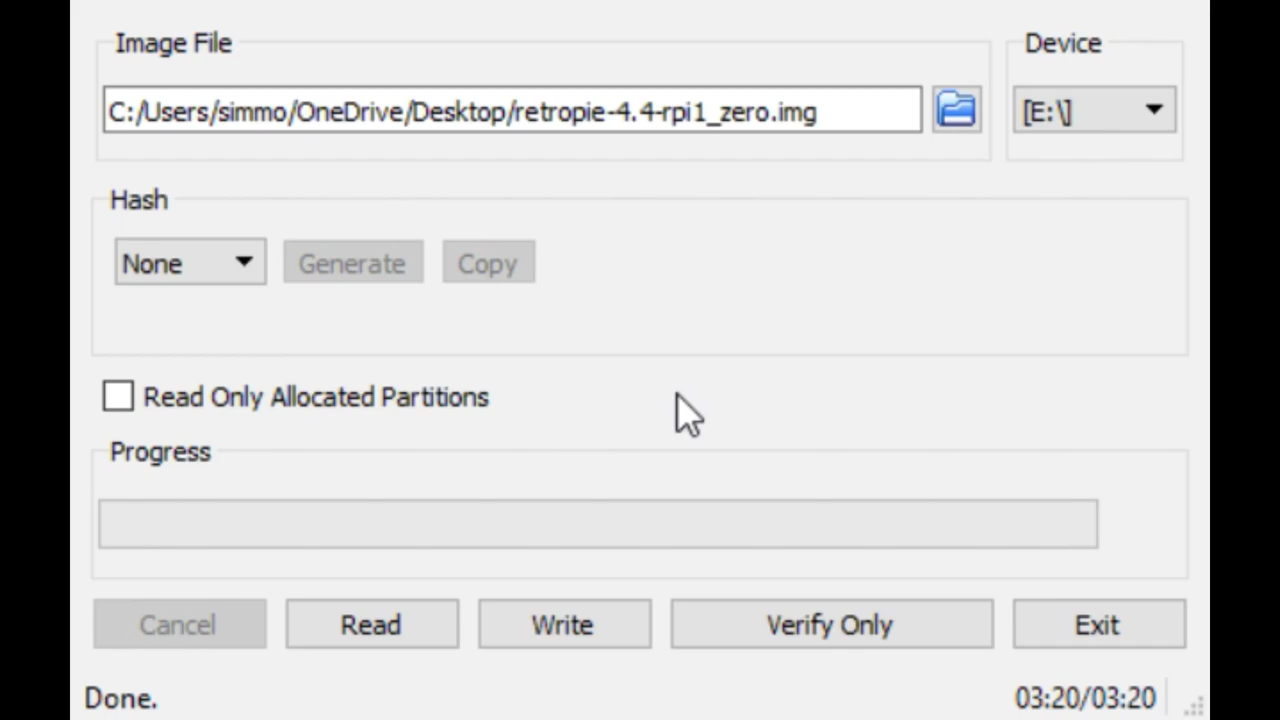 Image File
Device
C:/Users/simmo/OneDrive/Desktop/retropie-4.4-rpi1_zero.img
[E:\]
Hash
None
Generate
Copy
Read Only Allocated Partitions
Progress
Cancel
Read
Write
Verify Only
Exit
Done.
03:20/03:20